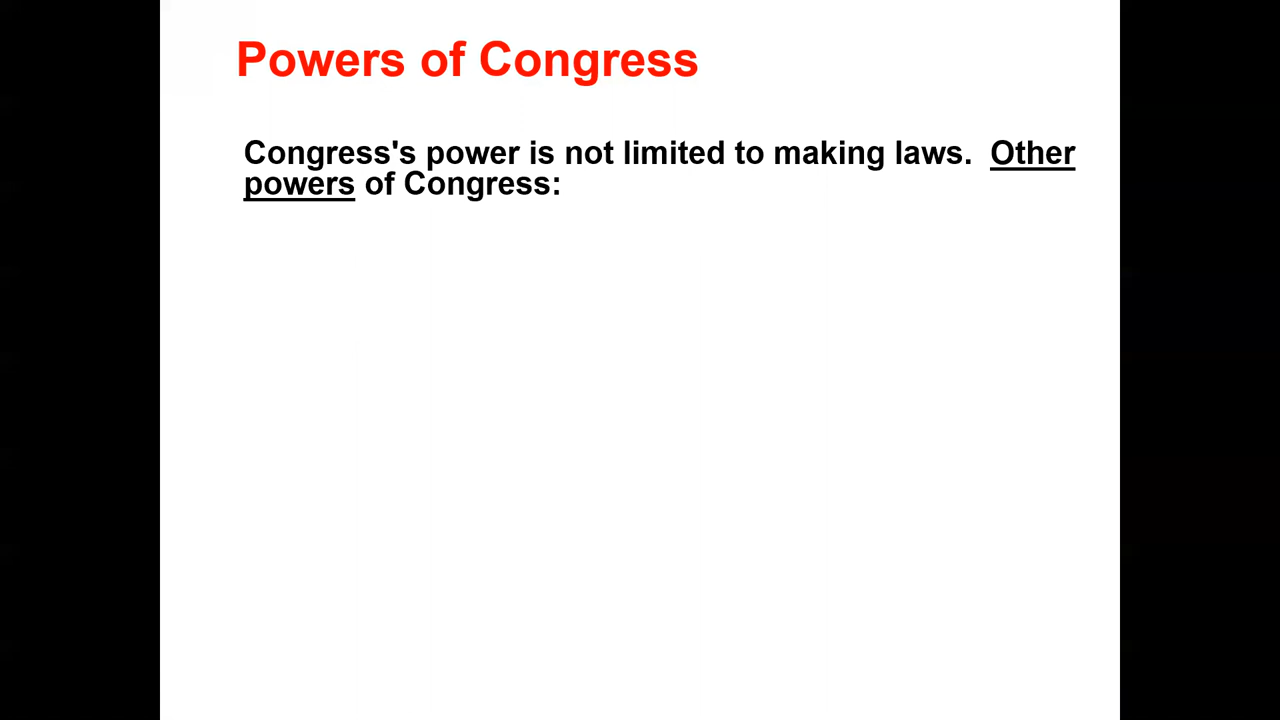 Powers of Congress
Congress's power is not limited to making laws.  Other
powers of Congress: